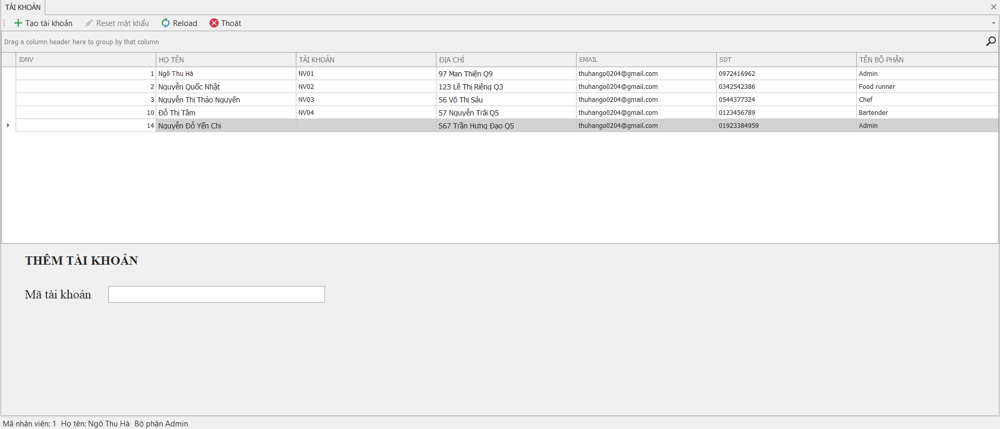 TÀI KHOẢN
Tạo tài khoản Reset mật khẩu Reload Thoát
Drag a column header here to group by that column
IDNV HỌ TÊN TÀI KHOẢN ĐỊA CHỈ EMAIL SDT TÊN BỘ PHẬN
1 Ngô Thu Hà NV01 97 Man Thiện Q9 thuhango0204@gmail.com 0972416962 Admin
2 Nguyễn Quốc Nhật NV02 123 Lê Thị Riêng Q3 thuhango0204@gmail.com 0342542386 Food runner
3 Nguyễn Thị Thảo Nguyên NV03 56 Võ Thị Sáu thuhango0204@gmail.com 0544377324 Chef
10 Đỗ Thị Tâm NV04 57 Nguyễn Trãi Q5 thuhango0204@gmail.com 0123456789 Bartender
14 Nguyễn Đỗ Yến Chi 567 Trần Hưng Đạo Q5 thuhango0204@gmail.com 01923384959 Admin
THÊM TÀI KHOẢN
Mã tài khoản
Mã nhân viên: 1 Họ tên: Ngô Thu Hà Bộ phận Admin